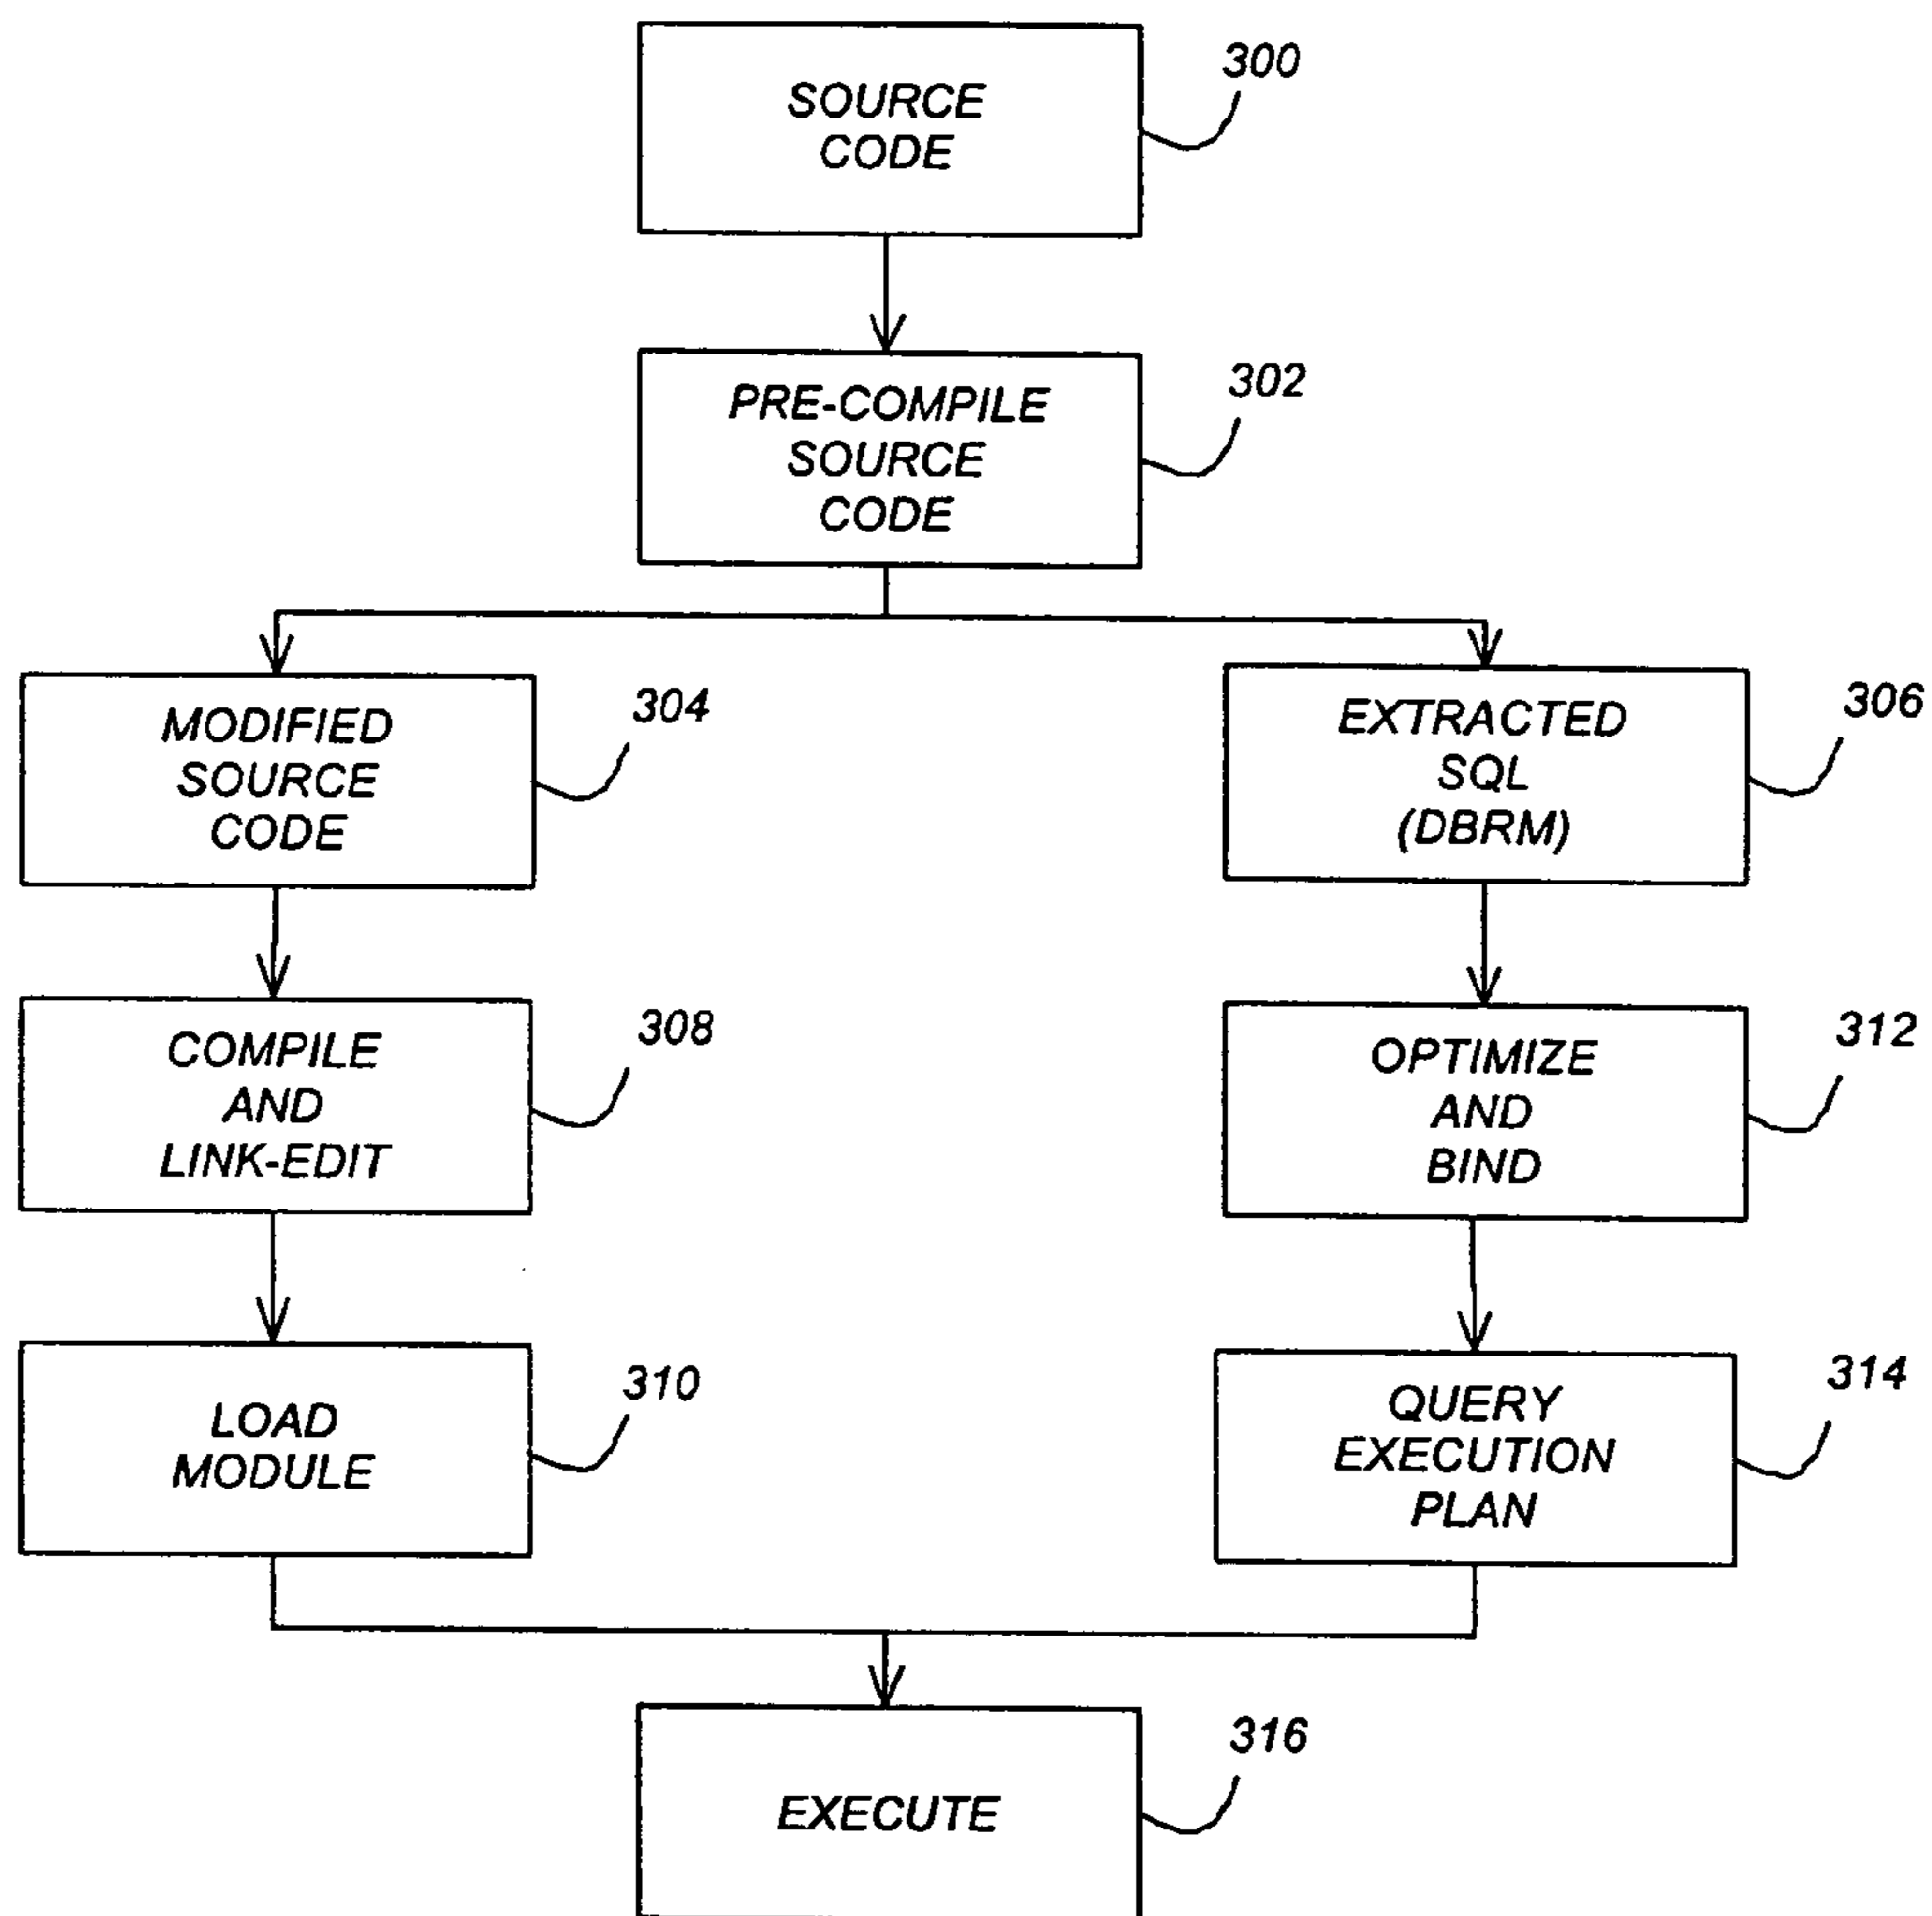 SOURCE
CODE
300
PRE-COMPILE
SOURCE
CODE
302
MODIFIED
SOURCE
CODE
304
EXTRACTED
SQL
(DBRM)
306
COMPILE
AND
LINK-EDIT
308
OPTIMIZE
AND
BIND
312
LOAD
MODULE
310
QUERY
EXECUTION
PLAN
314
EXECUTE
316